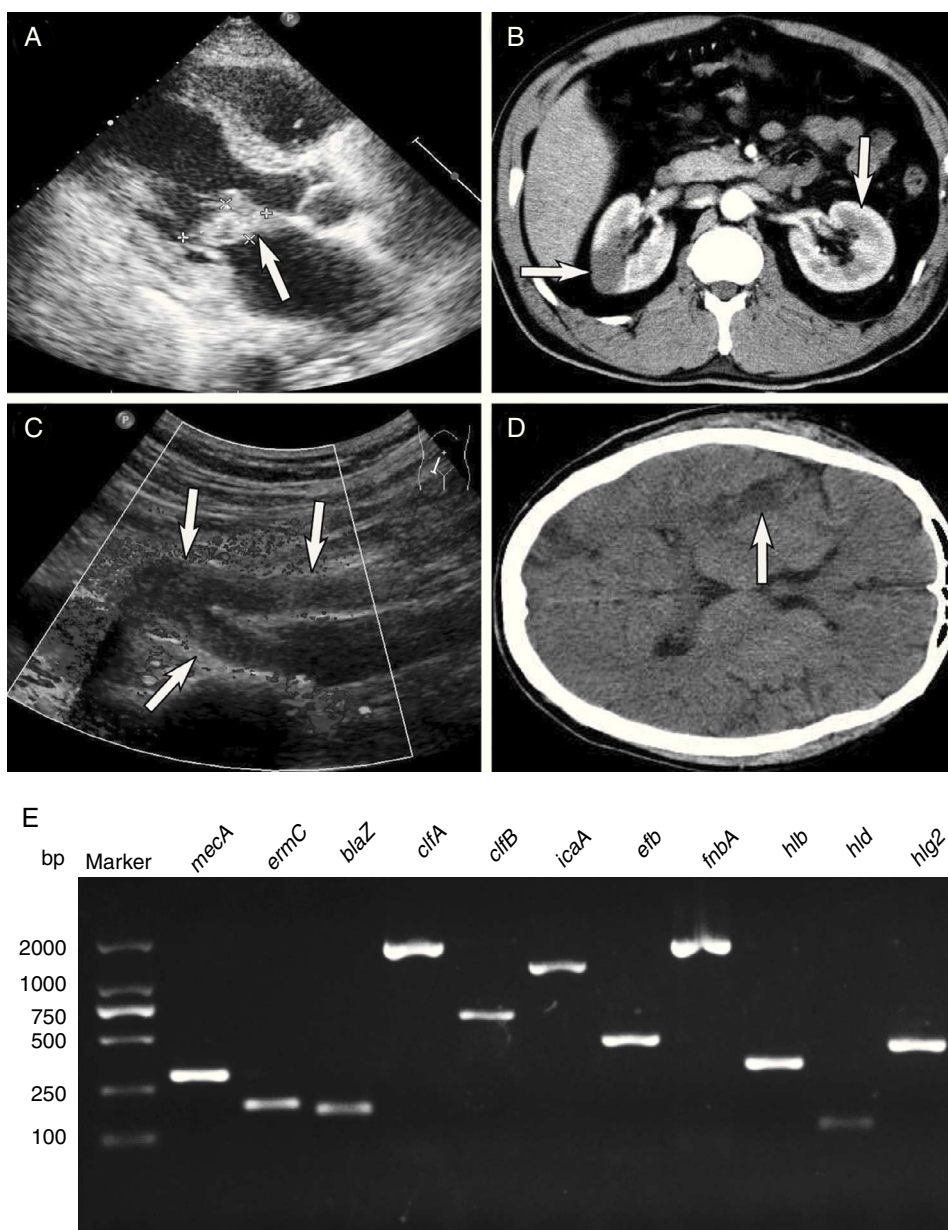 A
P
B
C
P
D
E
bp Marker mecA ermC blaZ clfA clfB icaA efb fnbA hlb hld hlg2
2000
1000
750
500
250
100